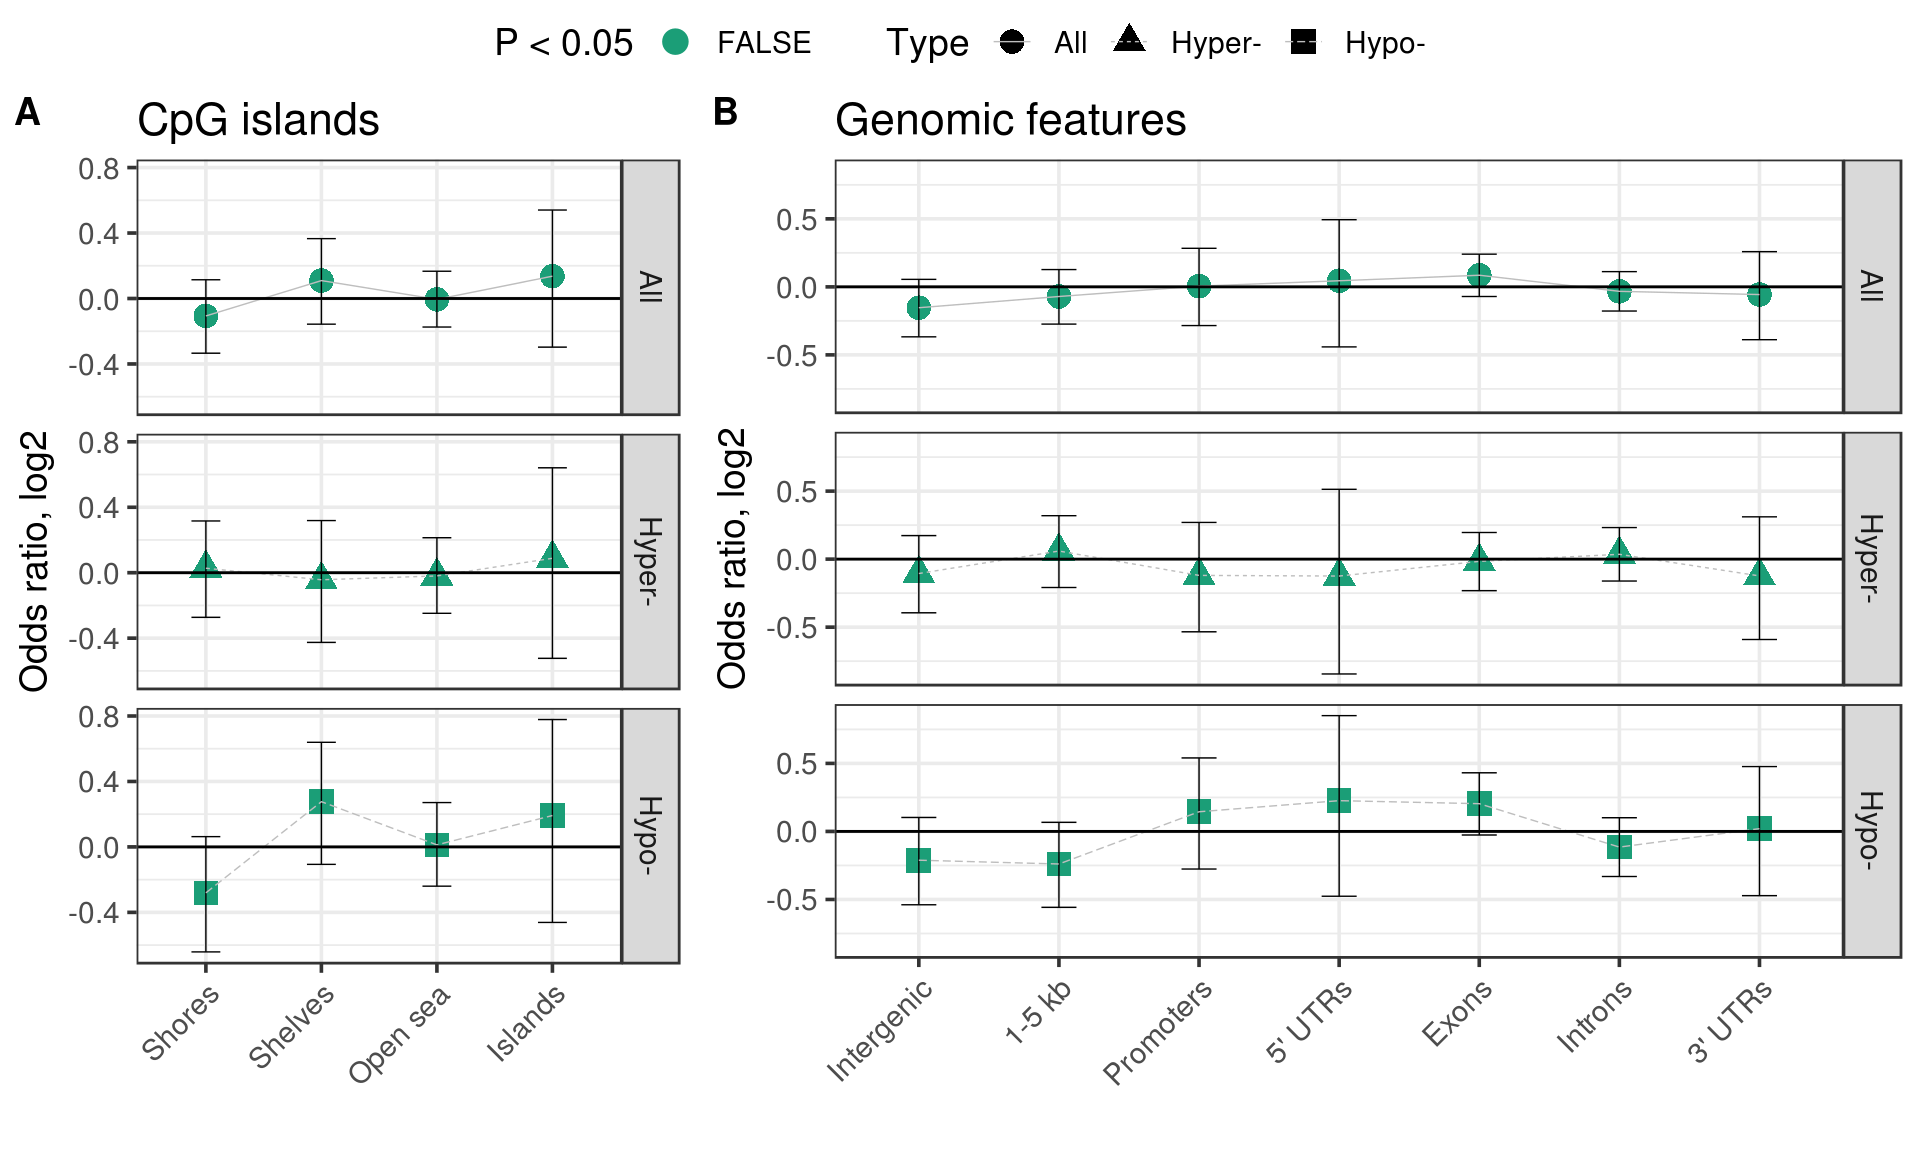 P < 0.05 FALSE Type All Hyper- Hypo-
A CpG islands
0.8
0.4
0.0
-0.4
All
0.8
0.4
0.0
-0.4
Hyper-
0.8
0.4
0.0
-0.4
Hypo-
Odds ratio, log2
Shores Shelves Open sea Islands
B Genomic features
0.5
0.0
-0.5
All
0.5
0.0
-0.5
Hyper-
0.5
0.0
-0.5
Hypo-
Odds ratio, log2
Intergenic 1-5 kb Promoters 5' UTRs Exons Introns 3' UTRs